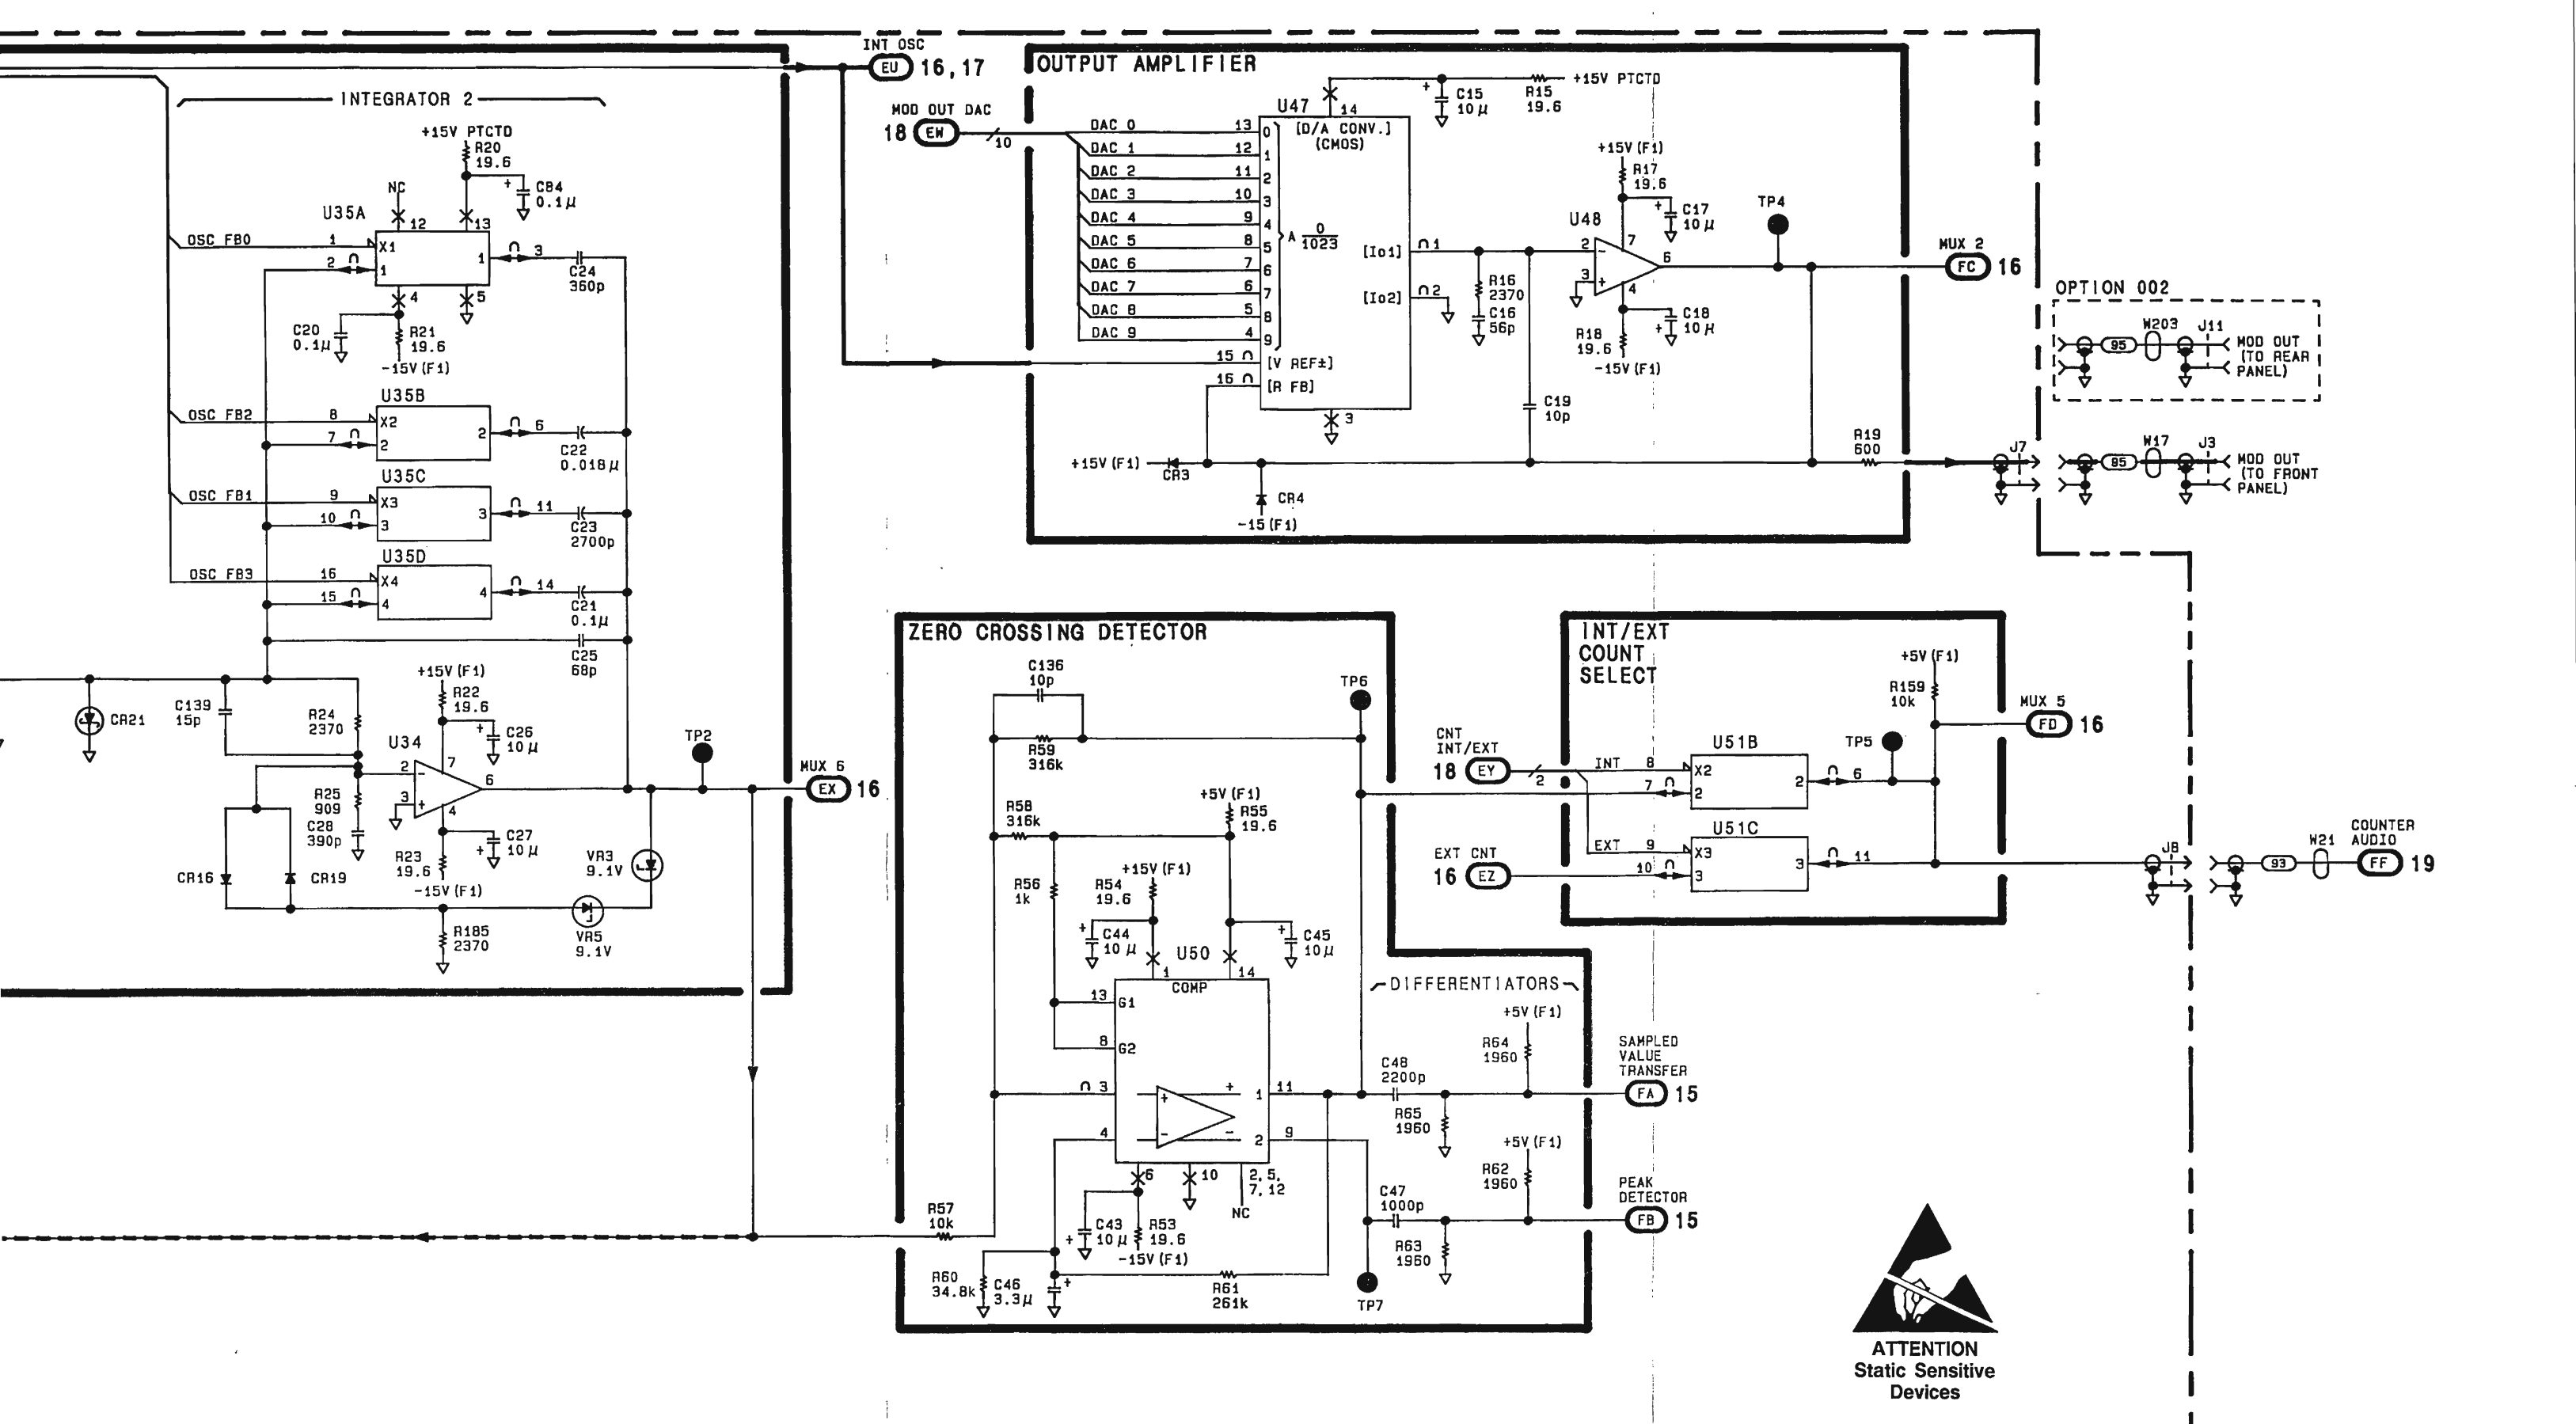 INTEGRATOR 2
+15V PTCTD
R20
19.6
C84
0.1µ
NC
U35A
12
13
OSC FB0
1
X1
2
1
1
3
C24
360p
4
5
C20
0.1µ
R21
19.6
-15V (F1)
U35B
OSC FB2
8
X2
7
2
2
6
C22
0.018µ
U35C
OSC FB1
9
X3
10
3
3
11
C23
2700p
U35D
OSC FB3
16
X4
15
4
4
14
C21
0.1µ
C25
68p
CR21
C139
15p
R24
2370
+15V (F1)
R22
19.6
C26
10µ
U34
2
-
7
6
3
+
4
R25
909
C28
390p
R23
19.6
-15V (F1)
C27
10µ
CR16
CR19
R185
2370
VR3
9.1V
VR5
9.1V
TP2
MUX 6
EX 16
INT OSC
EU 16,17
MOD OUT DAC
18 EW
10
OUTPUT AMPLIFIER
DAC 0 13 0
DAC 1 12 1
DAC 2 11 2
DAC 3 10 3
DAC 4 9 4
DAC 5 8 5
DAC 6 7 6
DAC 7 6 7
DAC 8 5 8
DAC 9 4 9
15 [V REF±]
16 [R FB]
U47
14
[D/A CONV.]
(CMOS)
A 0
1023
[Io1] 1
[Io2] 2
3
C15
10µ
R15
19.6
+15V PTCTD
R16
2370
C16
56p
+15V (F1)
R17
19.6
C17
10µ
U48
2
-
7
6
3
+
4
C18
10µ
R18
19.6
-15V (F1)
C19
10p
TP4
MUX 2
FC 16
+15V (F1)
CR3
CR4
-15 (F1)
R19
600
J7
OPTION 002
95
W203
J11
MOD OUT
(TO REAR
PANEL)
95
W17
J3
MOD OUT
(TO FRONT
PANEL)
ZERO CROSSING DETECTOR
C136
10p
R59
316k
TP6
R58
316k
+5V (F1)
R55
19.6
R56
1k
+15V (F1)
R54
19.6
C44
10µ
C45
10µ
U50
1
14
COMP
13 G1
8 G2
3
4
+
-
+
-
1 11
2 9
6
10
2, 5,
7, 12
NC
C43
10µ
R53
19.6
-15V (F1)
R57
10k
R60
34.8k
C46
3.3µ
R61
261k
DIFFERENTIATORS
+5V (F1)
R64
1960
C48
2200p
R65
1960
SAMPLED
VALUE
TRANSFER
FA 15
+5V (F1)
R62
1960
C47
1000p
R63
1960
PEAK
DETECTOR
FB 15
TP7
INT/EXT
COUNT
SELECT
+5V (F1)
R159
10k
MUX 5
FD 16
CNT
INT/EXT
18 EY
2
INT 8 X2
7 2
U51B
2 6
TP5
U51C
EXT 9 X3
10 3
3 11
EXT CNT
16 EZ
J8
93
W21
COUNTER
AUDIO
FF 19
ATTENTION
Static Sensitive
Devices